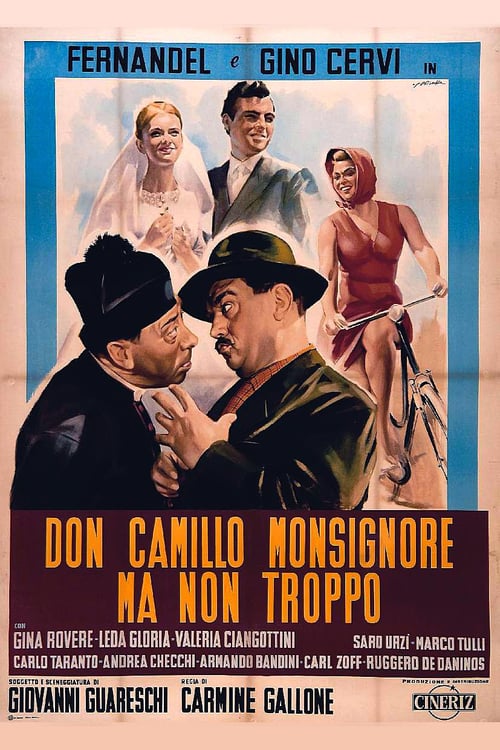 FERNANDEL e GINO CERVI IN
DON CAMILLO MONSIGNORE
MA NON TROPPO
CON
GINA ROVERE-LEDA GLORIA-VALERIA CIANGOTTINI SARO URZÍ-MARCO TULLI
CARLO TARANTO-ANDREA CHECCHI-ARMANDO BANDINI-CARL ZOFF-RUGGERO DE DANINOS
SOGGETTO E SCENEGGIATURA DI REGIA DI PRODUZIONE E DISTRIBUZIONE
GIOVANNI GUARESCHI CARMINE GALLONE CINERIZ